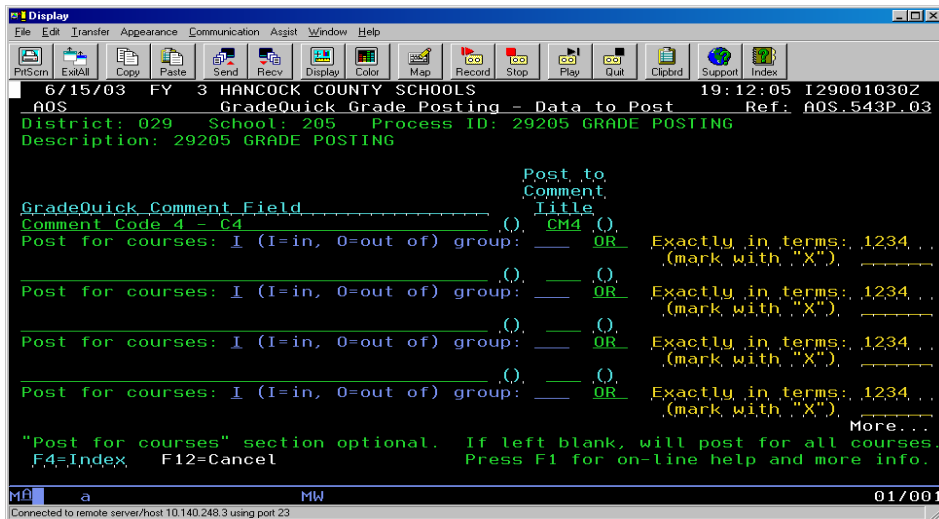 Display
File Edit Transfer Appearance Communication Assist Window Help
PrtScrn ExitAll Copy Paste Send Recv Display Color Map Record Stop Play Quit Clipbrd Support Index
6/15/03 FY 3 HANCOCK COUNTY SCHOOLS 19:12:05 I29001030Z
AOS GradeQuick Grade Posting - Data to Post Ref: AOS.543P.03
District: 029 School: 205 Process ID: 29205 GRADE POSTING
Description: 29205 GRADE POSTING
Post to
Comment
GradeQuick Comment Field Title
Comment Code 4 - C4 () CM4 ()
Post for courses: I (I=in, O=out of) group: ___ OR Exactly in terms: 1234
(mark with "X")
() ()
Post for courses: I (I=in, O=out of) group: ___ OR Exactly in terms: 1234
(mark with "X")
() ()
Post for courses: I (I=in, O=out of) group: ___ OR Exactly in terms: 1234
(mark with "X")
() ()
Post for courses: I (I=in, O=out of) group: ___ OR Exactly in terms: 1234
(mark with "X")
More...
"Post for courses" section optional. If left blank, will post for all courses.
F4=Index F12=Cancel Press F1 for on-line help and more info.
MA a MW 01/001
Connected to remote server/host 10.140.248.3 using port 23